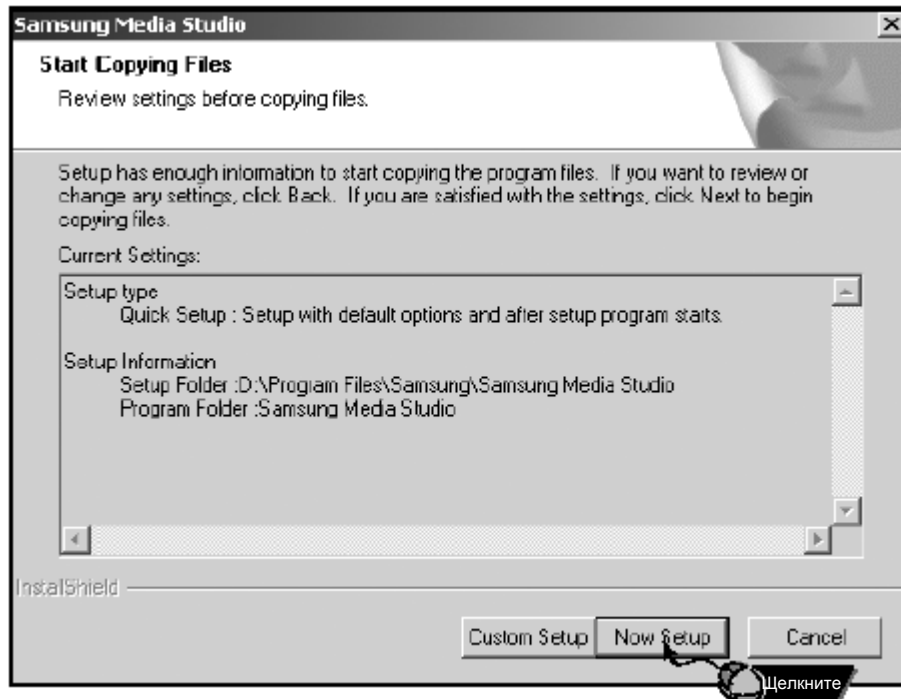 Samsung Media Studio
Start Copying Files
Review settings before copying files.
Setup has enough information to start copying the program files. If you want to review or
change any settings, click Back. If you are satisfied with the settings, click Next to begin
copying files.
Current Settings:
Setup type
Quick Setup : Setup with default options and after setup program starts.
Setup Information
Setup Folder :D:\Program Files\Samsung\Samsung Media Studio
Program Folder :Samsung Media Studio
InstallShield
Custom Setup
Now Setup
Cancel
Щелкните